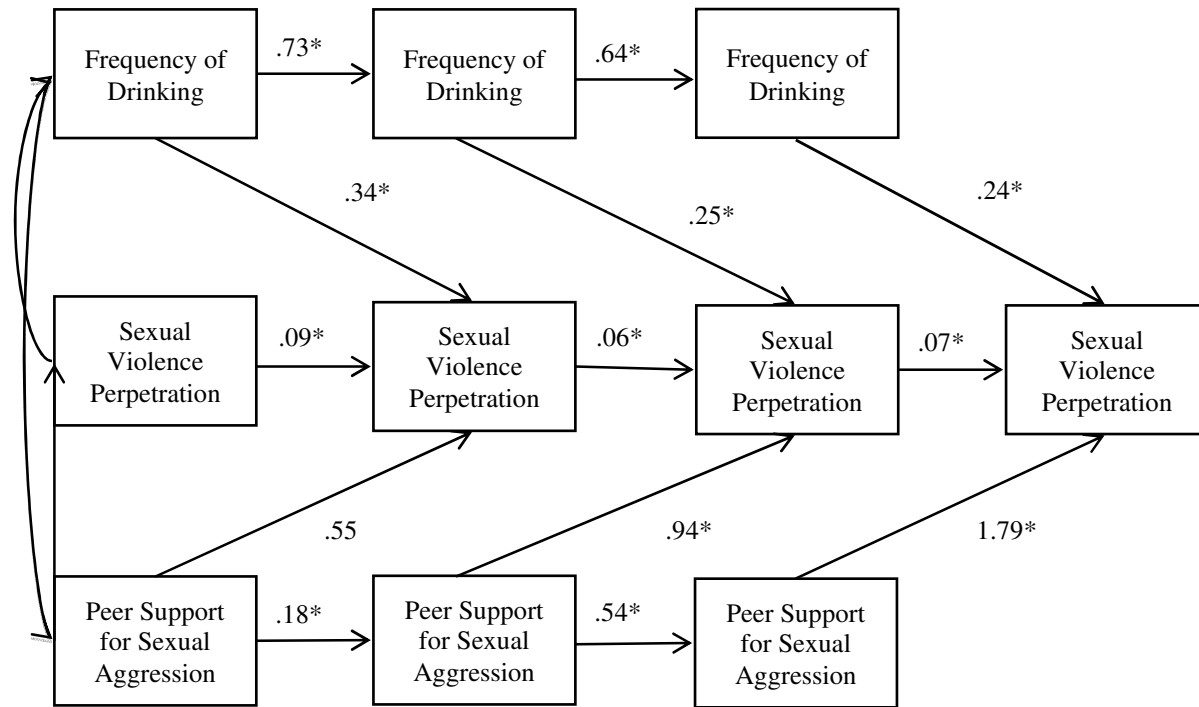 Frequency of
Drinking
.73*
Frequency of
Drinking
.64*
Frequency of
Drinking
.34*
.25*
.24*
Sexual
Violence
Perpetration
.09*
Sexual
Violence
Perpetration
.06*
Sexual
Violence
Perpetration
.07*
Sexual
Violence
Perpetration
.55
.94*
1.79*
Peer Support
for Sexual
Aggression
.18*
Peer Support
for Sexual
Aggression
.54*
Peer Support
for Sexual
Aggression